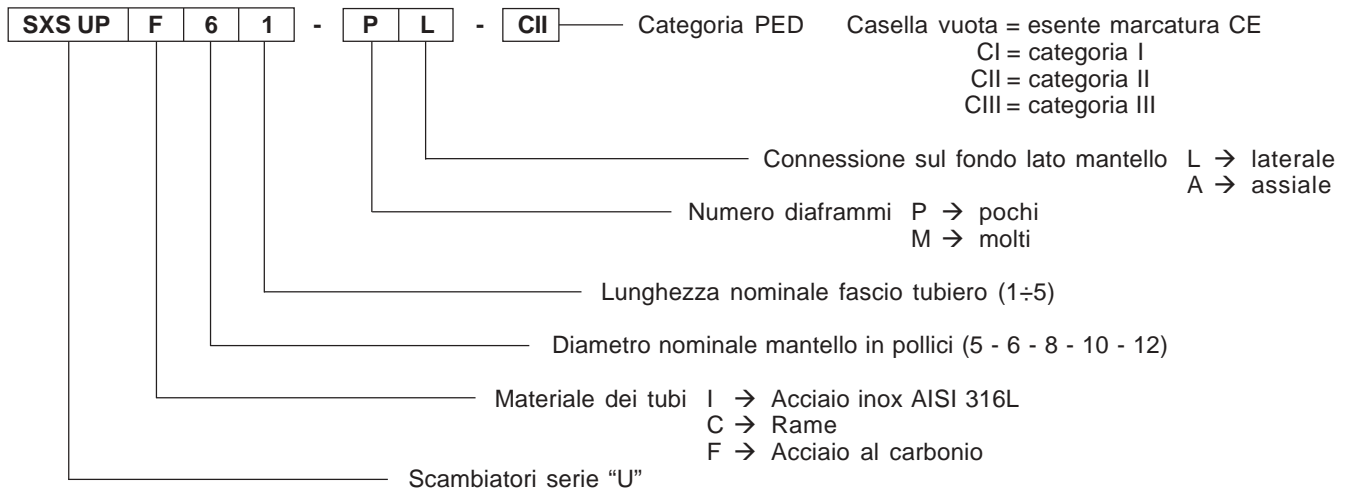 SXS UP F 6 1 - P L - CII Categoria PED Casella vuota = esente marcatura CE
CI = categoria I
CII = categoria II
CIII = categoria III
Connessione sul fondo lato mantello L → laterale
A → assiale
Numero diaframmi P → pochi
M → molti
Lunghezza nominale fascio tubiero (1÷5)
Diametro nominale mantello in pollici (5 - 6 - 8 - 10 - 12)
Materiale dei tubi I → Acciaio inox AISI 316L
C → Rame
F → Acciaio al carbonio
Scambiatori serie “U”